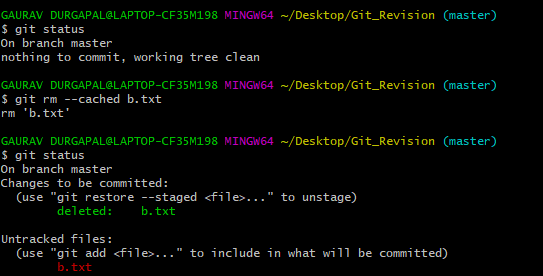 GAURAV DURGAPAL@LAPTOP-CF35M198 MINGW64 ~/Desktop/Git_Revision (master)
$ git status
On branch master
nothing to commit, working tree clean
GAURAV DURGAPAL@LAPTOP-CF35M198 MINGW64 ~/Desktop/Git_Revision (master)
$ git rm --cached b.txt
rm 'b.txt'
GAURAV DURGAPAL@LAPTOP-CF35M198 MINGW64 ~/Desktop/Git_Revision (master)
$ git status
On branch master
Changes to be committed:
  (use "git restore --staged <file>..." to unstage)
        deleted:    b.txt
Untracked files:
  (use "git add <file>..." to include in what will be committed)
        b.txt